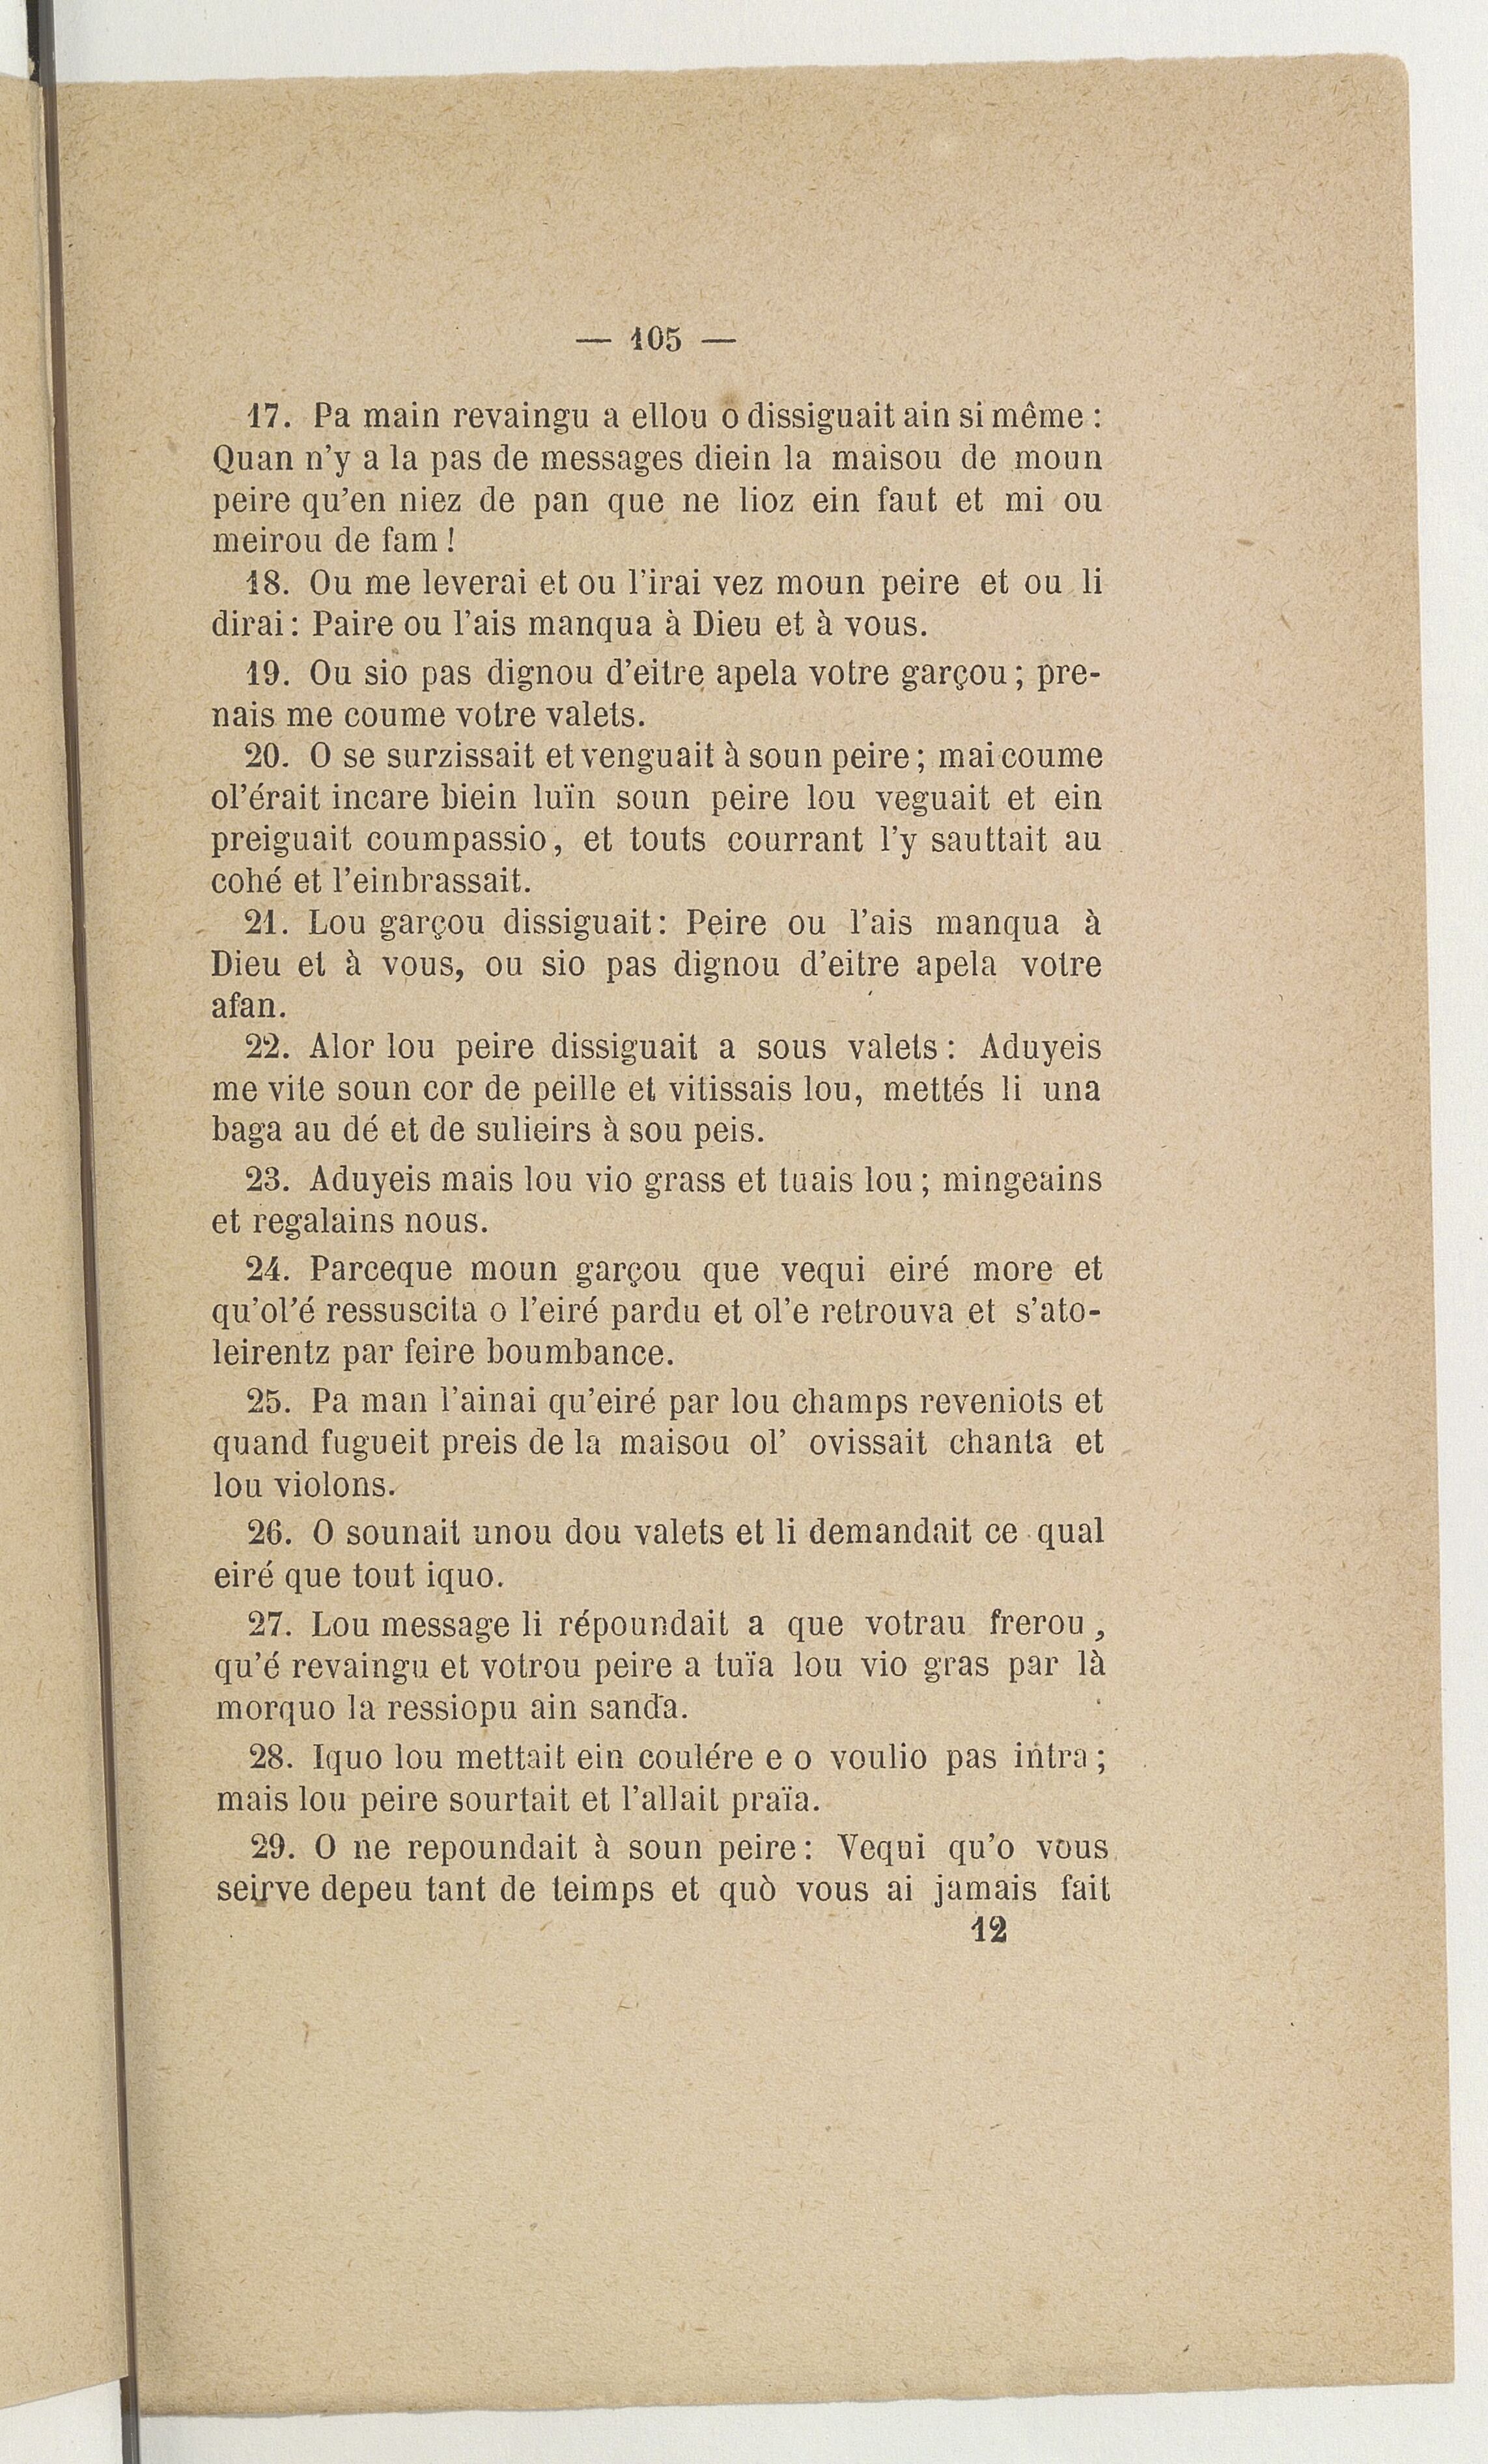 — 105 —
17. Pa main revaingu a ellou o dissiguait ain si même :
Quan n'y a la pas de messages diein la maisou de moun
peire qu'en niez de pan que ne lioz ein faut et mi ou
meirou de fam !
18. Ou me leverai et ou l'irai vez moun peire et ou li
dirai : Paire ou l'ais manqua à Dieu et à vous.
19. Ou sio pas dignou d'eitre apela votre garçou ; pre-
nais me coume votre valets.
20. O se surzissait et venguait à soun peire ; mai coume
ol'érait incare biein luïn soun peire lou veguait et ein
preiguait coumpassio, et touts courrant l'y sauttait au
cohé et l'einbrassait.
21. Lou garçou dissiguait : Peire ou l'ais manqua à
Dieu et à vous, ou sio pas dignou d'eitre apela votre
afan.
22. Alor lou peire dissiguait a sous valets : Aduyeis
me vite soun cor de peille et vitissais lou, mettés li una
baga au dé et de sulieirs à sou peis.
23. Aduyeis mais lou vio grass et tuais lou ; mingeains
et regalains nous.
24. Parceque moun garçou que vequi eiré more et
qu'ol'é ressuscita o l'eiré pardu et ol'e retrouva et s'ato-
leirentz par feire boumbance.
25. Pa man l'ainai qu'eiré par lou champs reveniots et
quand fugueit preis de la maisou ol' ovissait chanta et
lou violons.
26. O sounait unou dou valets et li demandait ce qual
eiré que tout iquo.
27. Lou message li répoundait a que votrau frerou,
qu'é revaingu et votrou peire a tuïa lou vio gras par là
morquo la ressiopu ain sanda.
28. Iquo lou mettait ein coulére e o voulio pas intra ;
mais lou peire sourtait et l'allait praïa.
29. O ne repoundait à soun peire : Vequi qu'o vous
seirve depeu tant de teimps et quò vous ai jamais fait
12